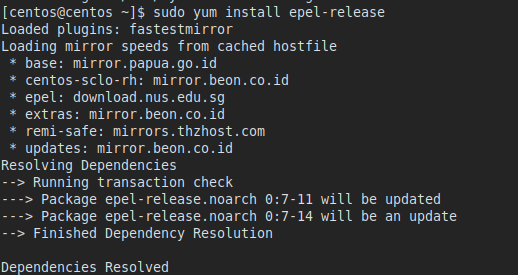 [centos@centos ~]$ sudo yum install epel-release
Loaded plugins: fastestmirror
Loading mirror speeds from cached hostfile
 * base: mirror.papua.go.id
 * centos-sclo-rh: mirror.beon.co.id
 * epel: download.nus.edu.sg
 * extras: mirror.beon.co.id
 * remi-safe: mirrors.thzhost.com
 * updates: mirror.beon.co.id
Resolving Dependencies
--> Running transaction check
---> Package epel-release.noarch 0:7-11 will be updated
---> Package epel-release.noarch 0:7-14 will be an update
--> Finished Dependency Resolution
Dependencies Resolved